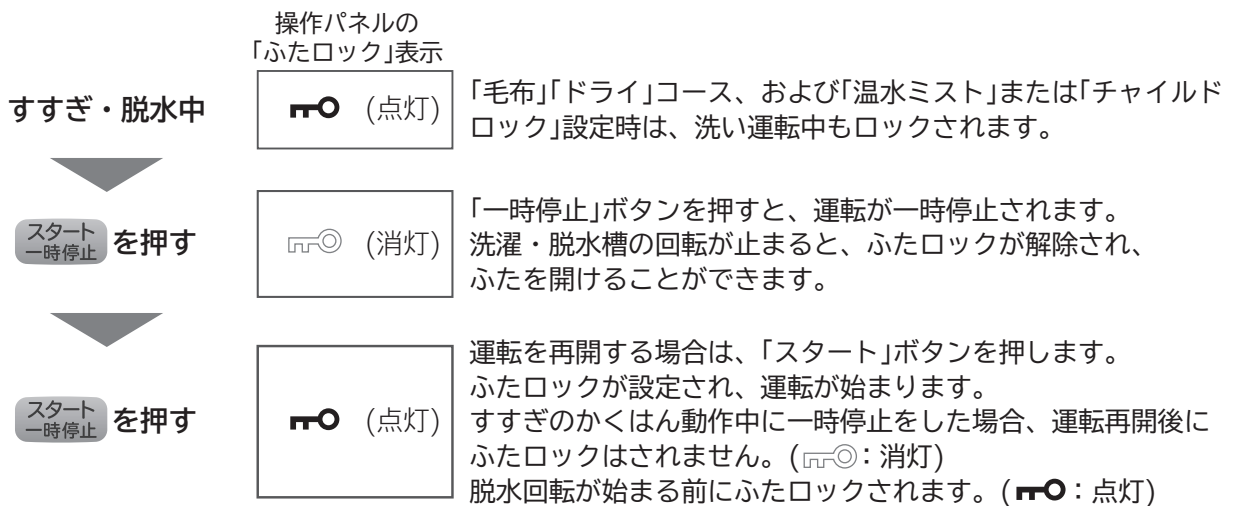 操作パネルの
「ふたロック」表示
すすぎ・脱水中
(点灯)
「毛布」「ドライ」コース、および「温水ミスト」または「チャイルド
ロック」設定時は、洗い運転中もロックされます。
スタート
一時停止
を押す
(消灯)
「一時停止」ボタンを押すと、運転が一時停止されます。
洗濯・脱水槽の回転が止まると、ふたロックが解除され、
ふたを開けることができます。
スタート
一時停止
を押す
(点灯)
運転を再開する場合は、「スタート」ボタンを押します。
ふたロックが設定され、運転が始まります。
すすぎのかくはん動作中に一時停止をした場合、運転再開後に
ふたロックはされません。(：消灯)
脱水回転が始まる前にふたロックされます。(：点灯)